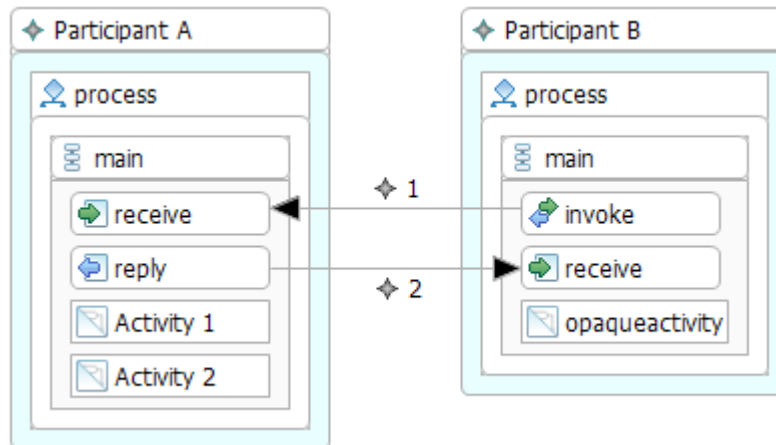 Participant A
Participant B
process
process
main
main
1
receive
invoke
reply
receive
2
Activity 1
opaqueactivity
Activity 2